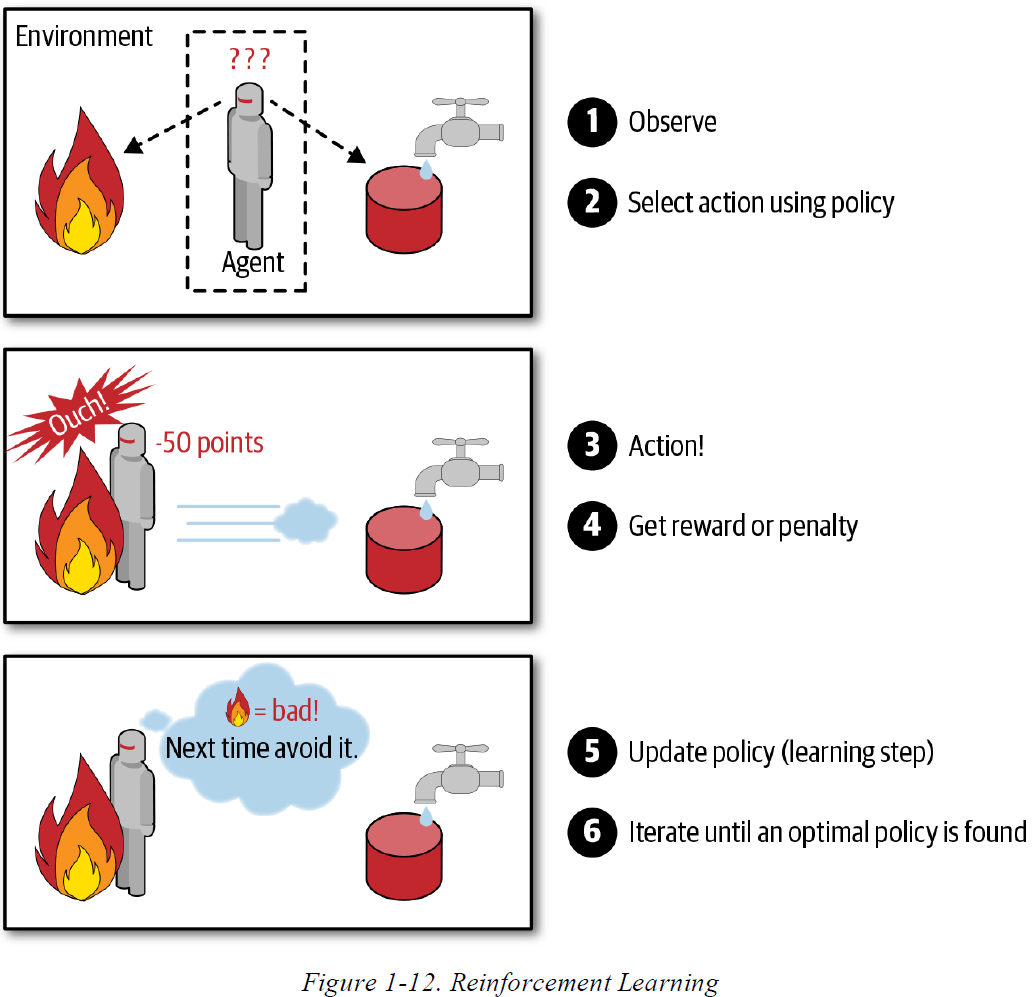 Environment
? ? ?
Agent
1 Observe
2 Select action using policy
Ouch!
-50 points
3 Action!
4 Get reward or penalty
= bad!
Next time avoid it.
5 Update policy (learning step)
6 Iterate until an optimal policy is found
Figure 1-12. Reinforcement Learning